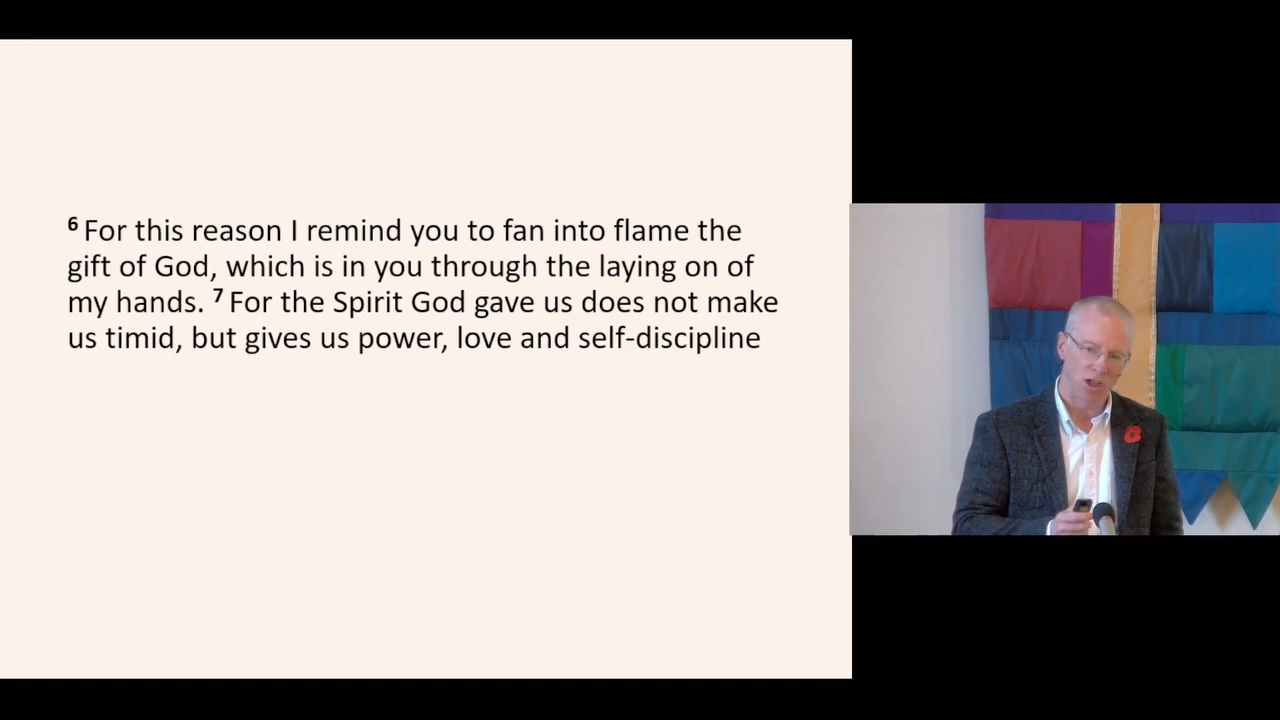 ⁶ For this reason I remind you to fan into flame the
gift of God, which is in you through the laying on of
my hands. ⁷ For the Spirit God gave us does not make
us timid, but gives us power, love and self-discipline